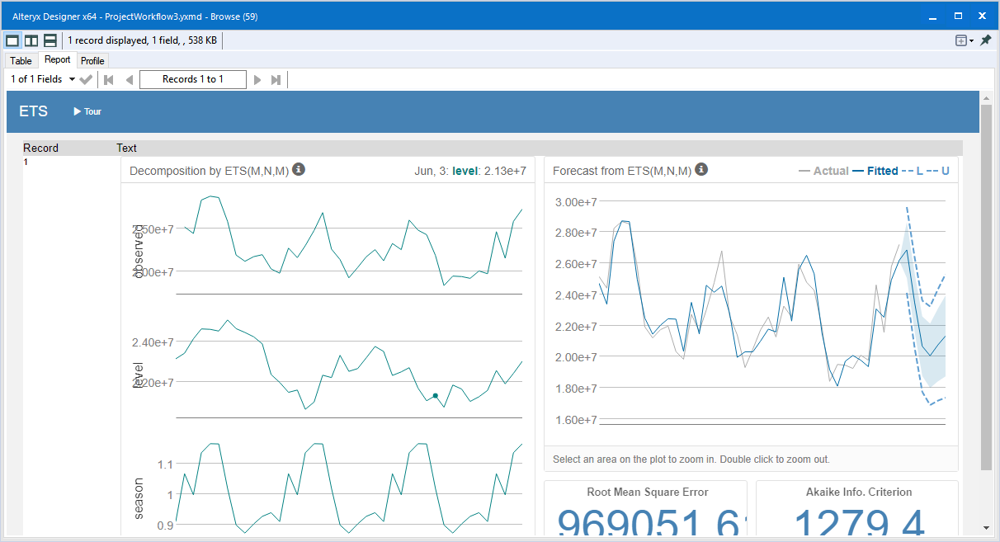 Alteryx Designer x64 - ProjectWorkflow3.yxmd - Browse (59)
1 record displayed, 1 field, , 538 KB
Table Report Profile
1 of 1 Fields Records 1 to 1
ETS Tour
Record Text
1
Decomposition by ETS(M,N,M) Jun, 3: level: 2.13e+7
observed
2.50e+7
2.00e+7
level
2.40e+7
2.20e+7
season
1.1
1
0.9
Forecast from ETS(M,N,M) Actual Fitted L U
3.00e+7
2.80e+7
2.60e+7
2.40e+7
2.20e+7
2.00e+7
1.80e+7
1.60e+7
Select an area on the plot to zoom in. Double click to zoom out.
Root Mean Square Error
Akaike Info. Criterion
1279.4